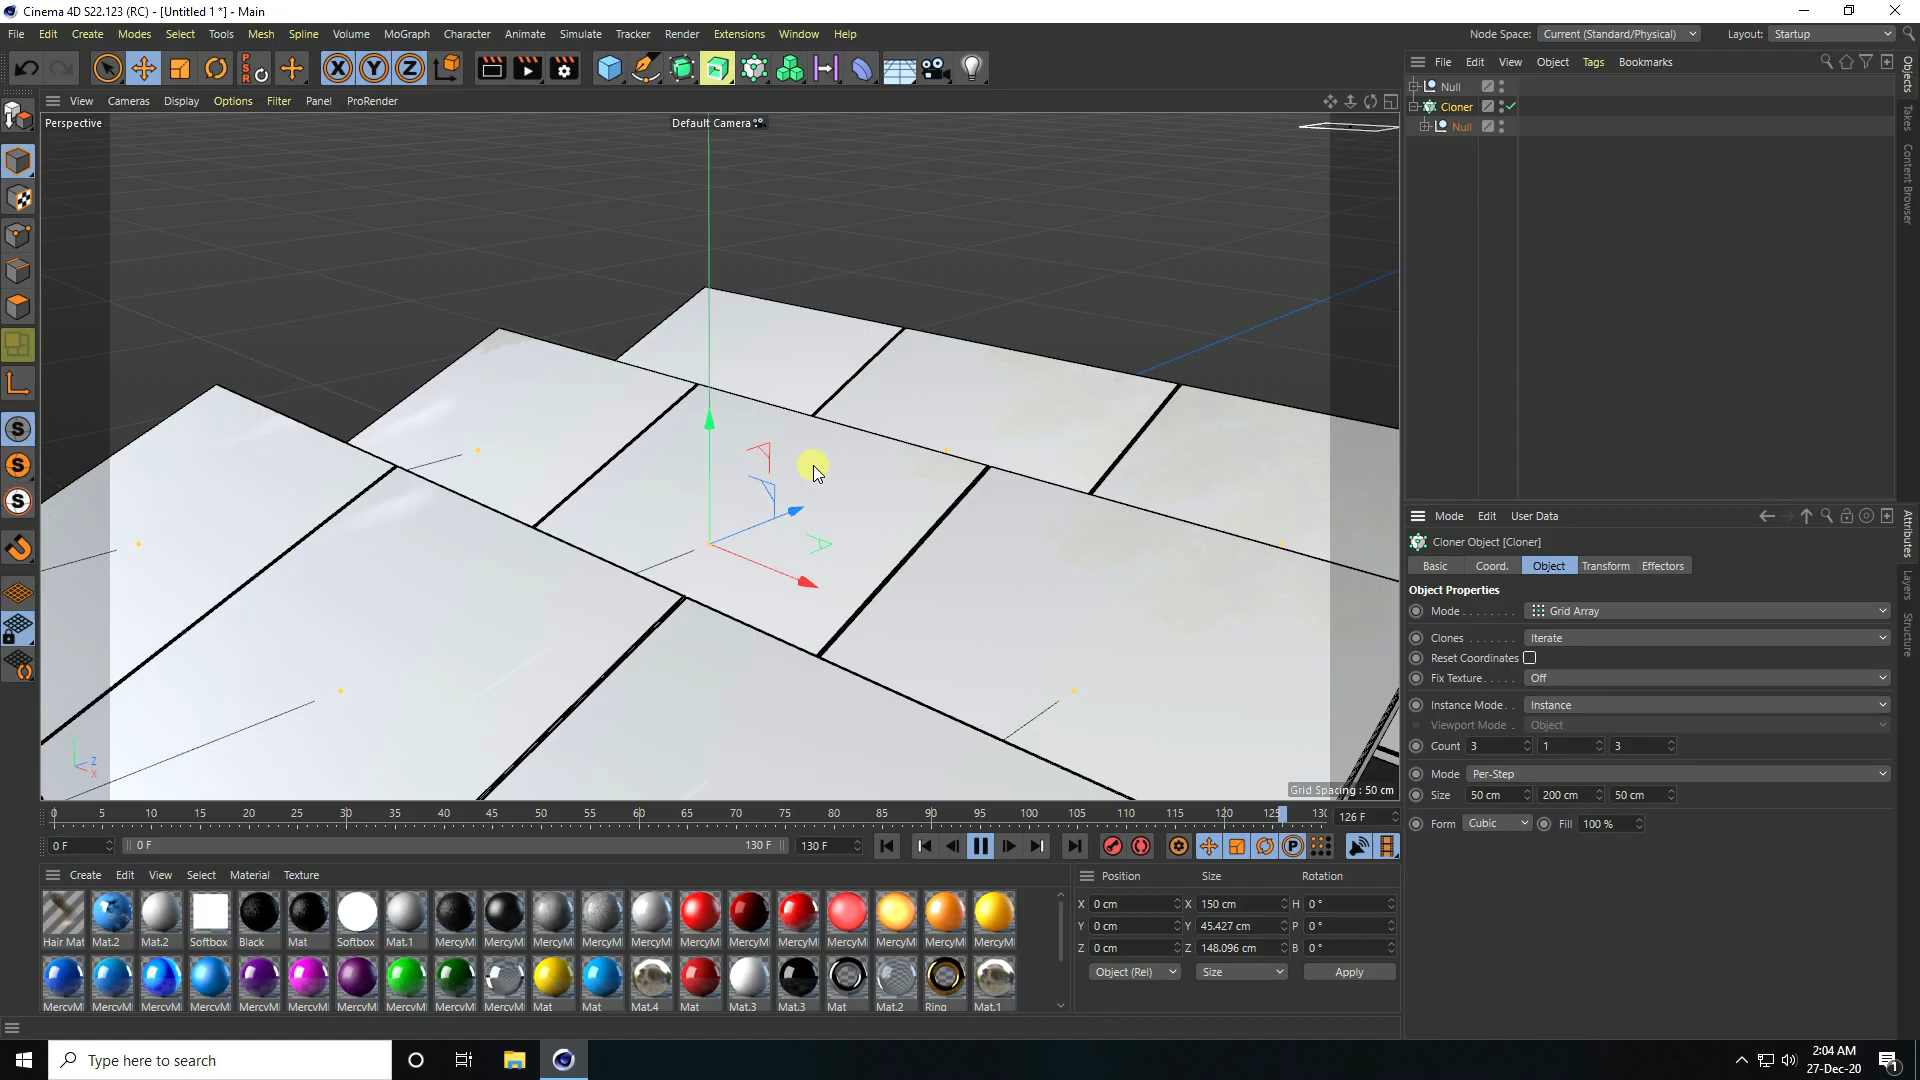 Cinema 4D S22.123 (RC) - [Untitled 1 *] - Main
File Edit Create Modes Select Tools Mesh Spline Volume MoGraph Character Animate Simulate Tracker Render Extensions Window Help
Node Space: Current (Standard/Physical) Layout: Startup
File Edit View Object Tags Bookmarks
View Cameras Display Options Filter Panel ProRender
Perspective
Default Camera
Null
Cloner
Null
Objects
Takes
Content Browser
Attributes
Layers
Structure
Mode Edit User Data
Cloner Object [Cloner]
Basic Coord. Object Transform Effectors
Object Properties
Mode . . . . . . . . Grid Array
Clones . . . . . . . Iterate
Reset Coordinates
Fix Texture . . . . . Off
Instance Mode . . Instance
Viewport Mode . Object
Count 3 1 3
Mode Per-Step
Size 50 cm 200 cm 50 cm
Form Cubic Fill 100 %
Y
Z
X
Grid Spacing : 50 cm
0 5 10 15 20 25 30 35 40 45 50 55 60 65 70 75 80 85 90 95 100 105 110 115 120 125 130
126 F
0 F 0 F 130 F 130 F
Create Edit View Select Material Texture
Hair Mat Mat.2 Mat.2 Softbox Black Mat Softbox Mat.1 MercyM MercyM MercyM MercyM MercyM MercyM MercyM MercyM MercyM MercyM MercyM MercyM
MercyM MercyM MercyM MercyM MercyM MercyM MercyM MercyM MercyM MercyM Mat Mat Mat.4 Mat Mat.3 Mat.3 Mat Mat.2 Ring Mat.1
Position Size Rotation
X 0 cm X 150 cm H 0 °
Y 0 cm Y 45.427 cm P 0 °
Z 0 cm Z 148.096 cm B 0 °
Object (Rel) Size Apply
Type here to search
2:04 AM
27-Dec-20
1